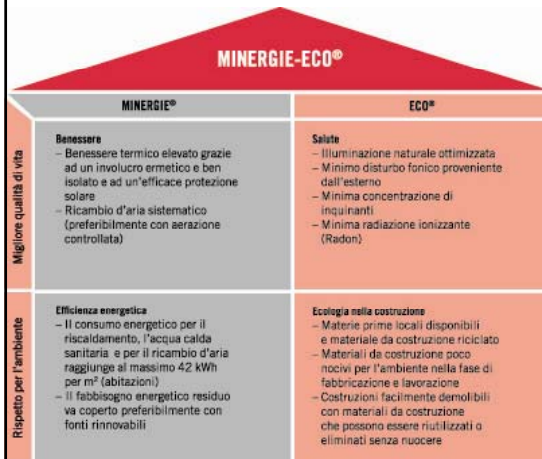 MINERGIE-ECO®
MINERGIE®
ECO®
Migliore qualità di vita
Benessere
– Benessere termico elevato grazie
ad un involucro ermetico e ben
isolato e ad un'efficace protezione
solare
– Ricambio d'aria sistematico
(preferibilmente con aerazione
controllata)
Salute
– Illuminazione naturale ottimizzata
– Minimo disturbo fonico proveniente
dall'esterno
– Minima concentrazione di
inquinanti
– Minima radiazione ionizzante
(Radon)
Rispetto per l'ambiente
Efficienza energetica
– Il consumo energetico per il
riscaldamento, l'acqua calda
sanitaria e per il ricambio d'aria
raggiunge al massimo 42 kWh
per m² (abitazioni)
– Il fabbisogno energetico residuo
va coperto preferibilmente con
fonti rinnovabili
Ecologia nella costruzione
– Materie prime locali disponibili
e materiale da costruzione riciclato
– Materiali da costruzione poco
nocivi per l'ambiente nella fase di
fabbricazione e lavorazione
– Costruzioni facilmente demolibili
con materiali da costruzione
che possono essere riutilizzati o
eliminati senza nuocere